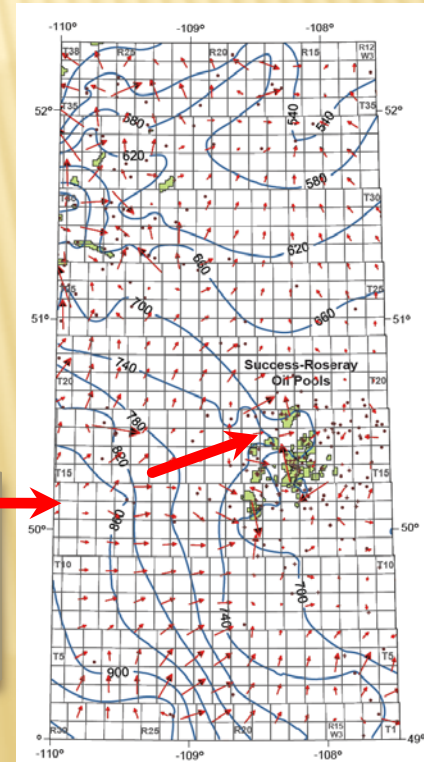 -110° -109° -108°
T38 R25 R20 R15 R12
W3
52° 52°
T35 T35
540
540
580
620
580
T30
620
660
700
T25
51° 660 51°
740
Success-Roseray
Oil Pools
T20 T20
780
820
T15 T15
860
50° 50°
T10 T10
700
740
T5 T5
900
R30 R25 R20 R15 T1
W3
49°
-110° -109° -108°